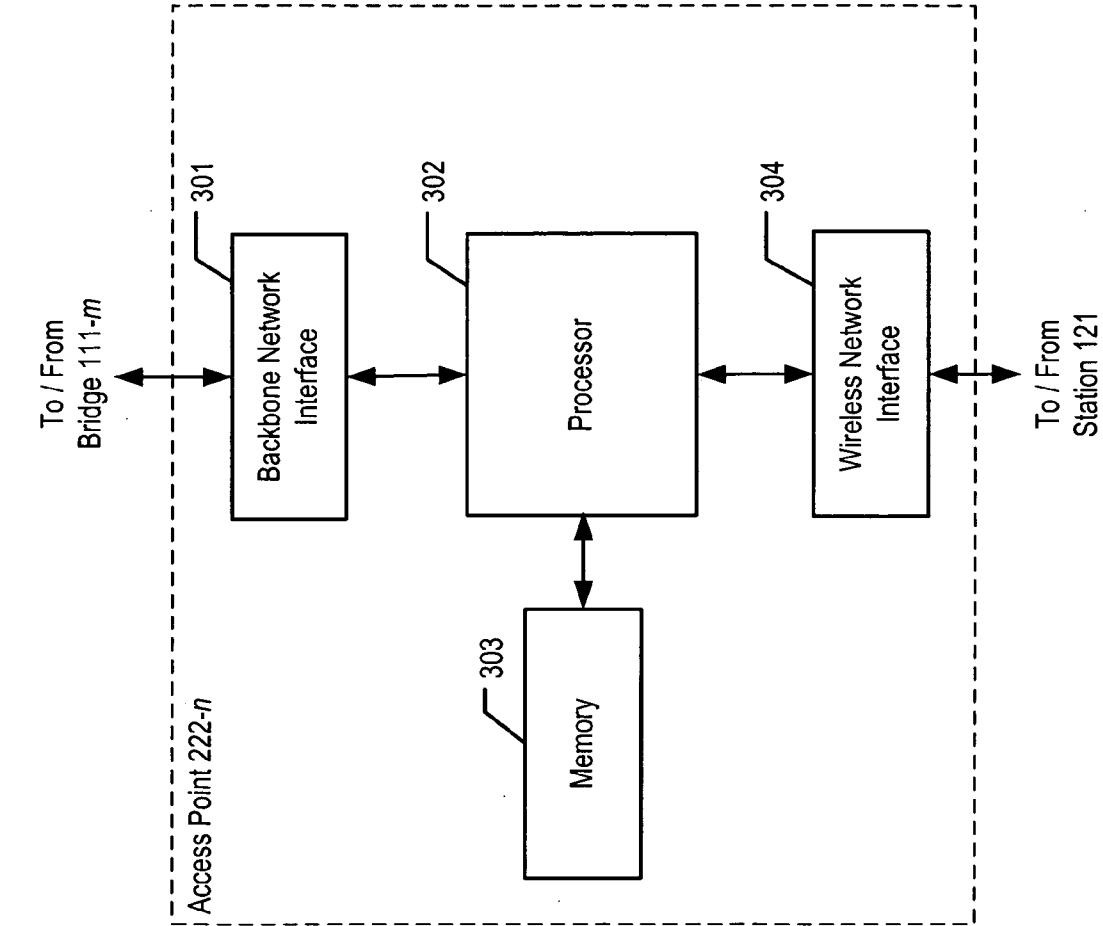 Access Point 222-n
To / From
Bridge 111-m
301
Backbone Network
Interface
302
Processor
303
Memory
304
Wireless Network
Interface
To / From
Station 121